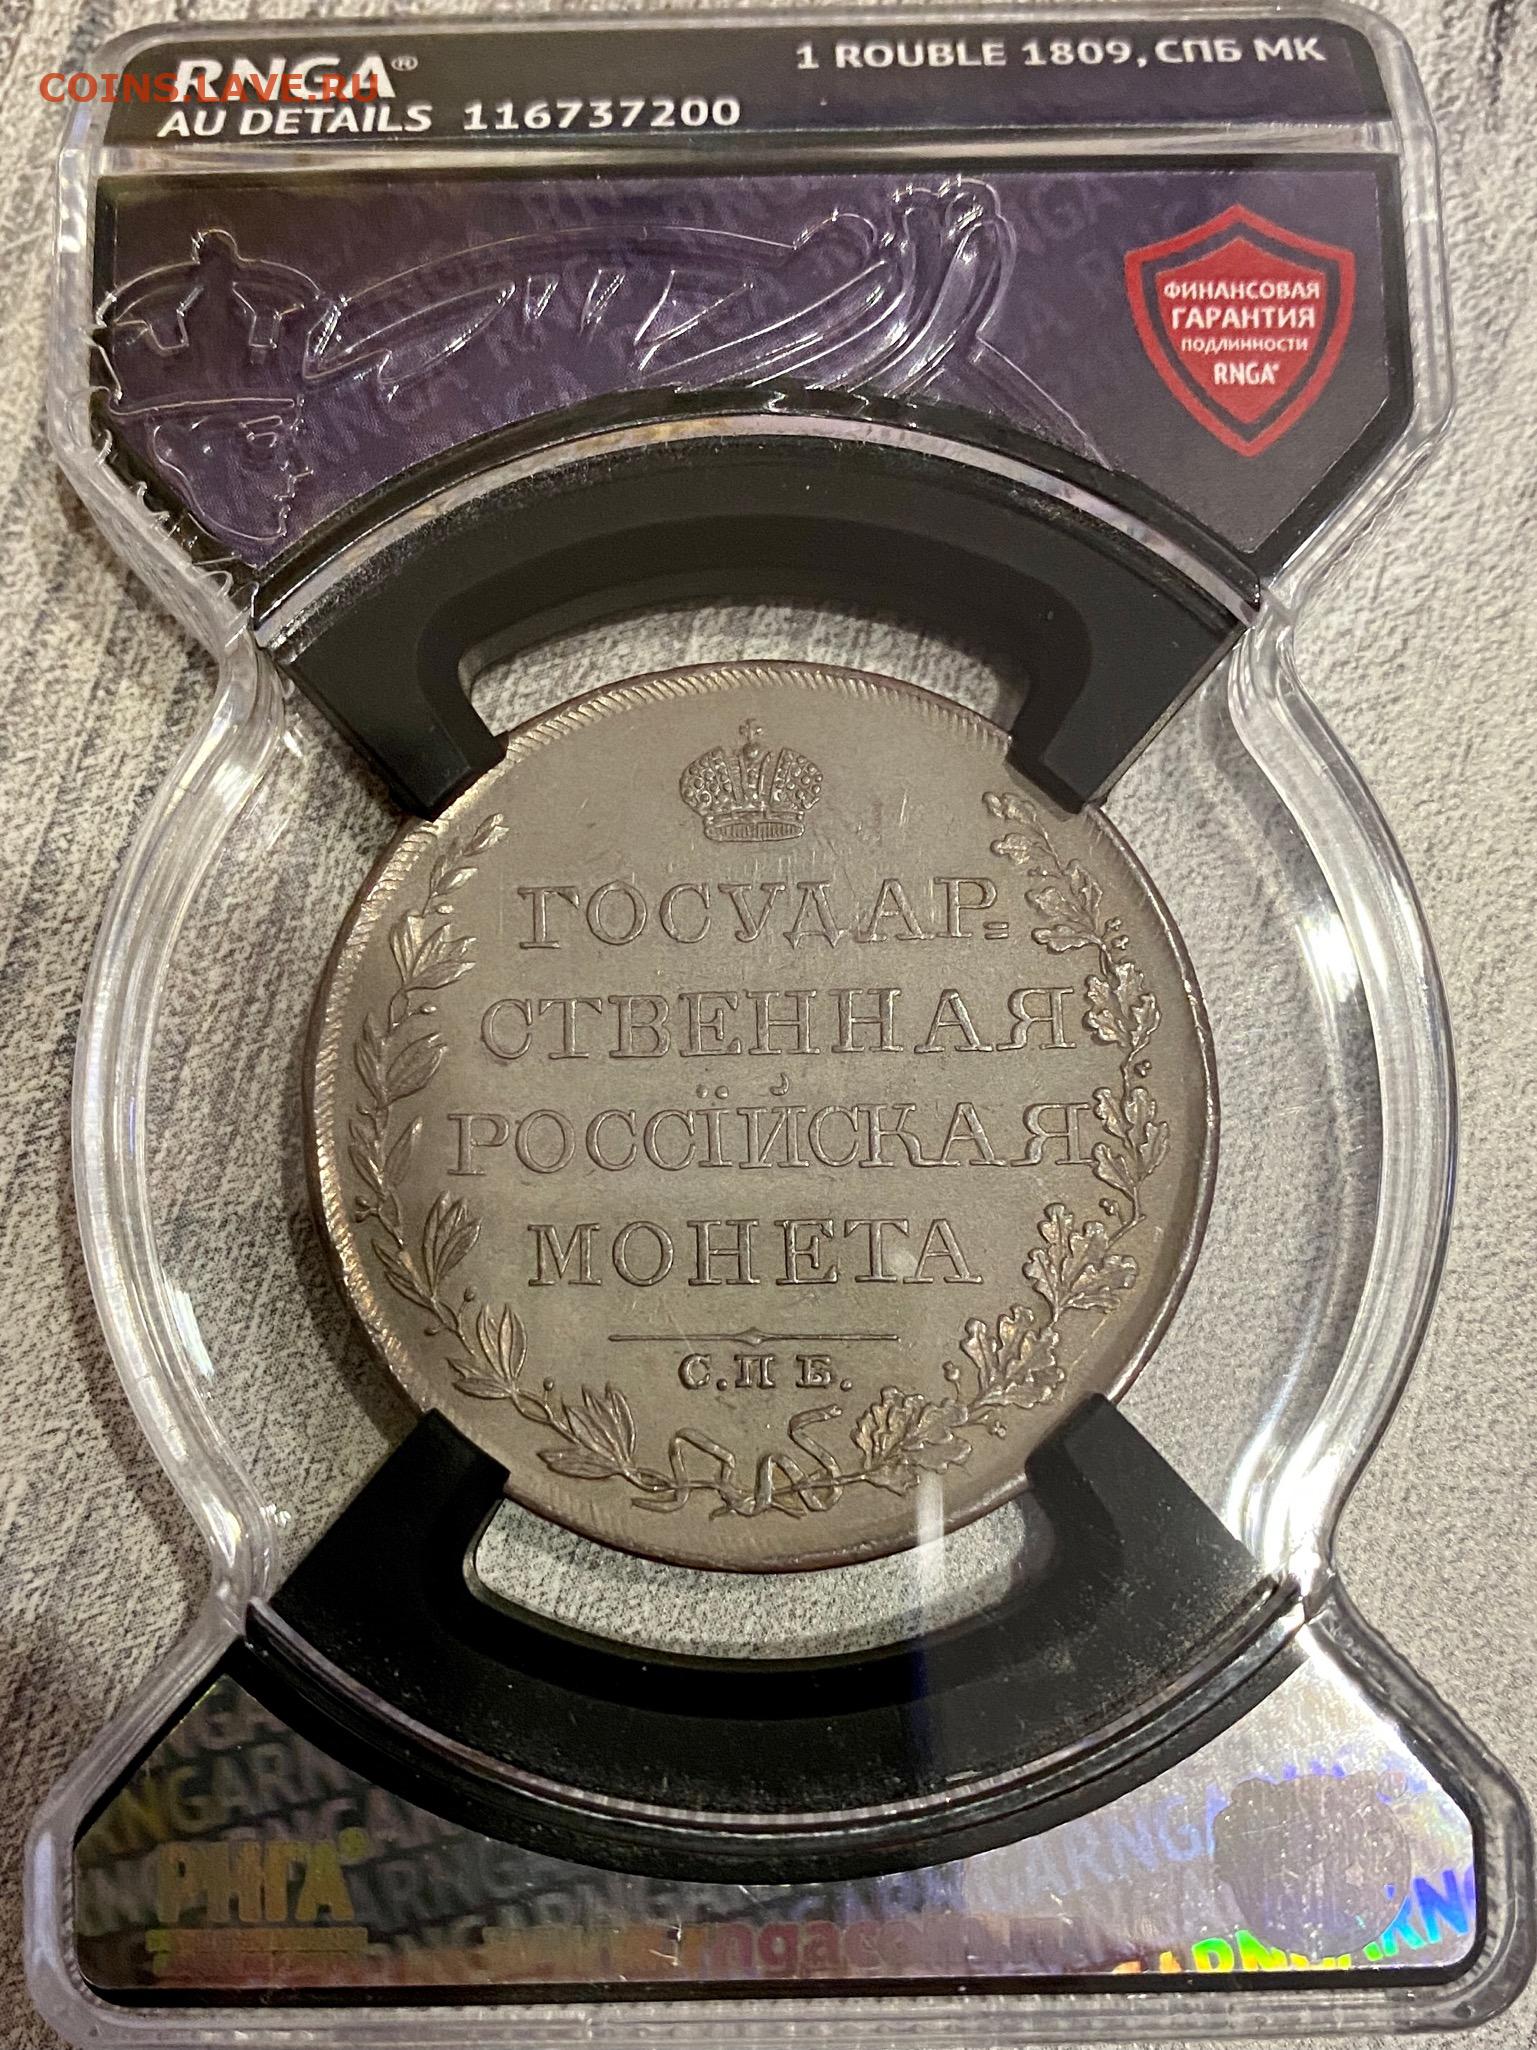 RNGA®
COINS.LAVE.RU
1 ROUBLE 1809, СПБ МК
AU DETAILS 116737200
ФИНАНСОВАЯ
ГАРАНТИЯ
ПОДЛИННОСТИ
RNGA®
ГОСУДАР=
СТВЕННАЯ
РОССІЙСКАЯ
МОНЕТА
С.П Б.
РНГА®